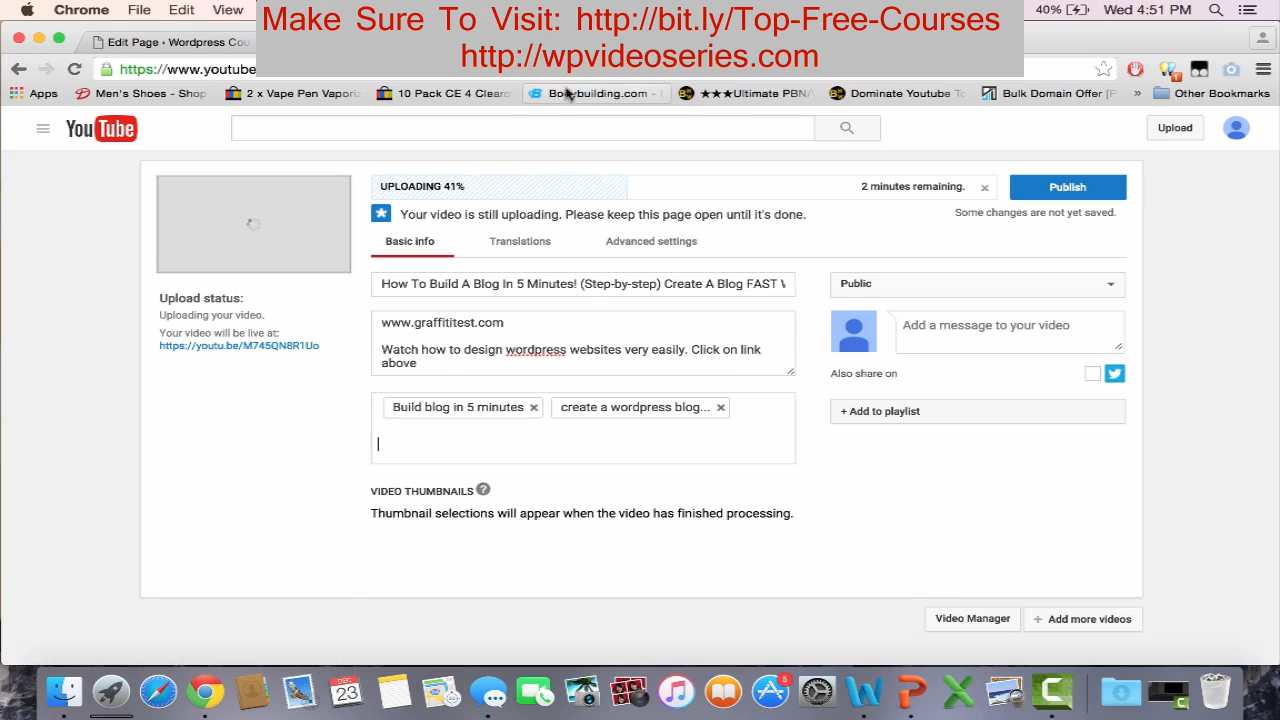 Make Sure To Visit: http://bit.ly/Top-Free-Courses
http://wpvideoseries.com
Chrome File Edit View
40% Wed 4:51 PM
Edit Page ‹ Wordpress Cou
https://www.youtube
Apps Men's Shoes - Shop 2 x Vape Pen Vaporiz 10 Pack CE 4 Clearo Bodybuilding.com - ★★★Ultimate PBN/ Dominate Youtube To Bulk Domain Offer [F » Other Bookmarks
YouTube
Upload
UPLOADING 41% 2 minutes remaining. ×
Publish
Your video is still uploading. Please keep this page open until it's done.
Some changes are not yet saved.
Basic info Translations Advanced settings
How To Build A Blog In 5 Minutes! (Step-by-step) Create A Blog FAST
Public
Upload status:
Uploading your video.
Your video will be live at:
https://youtu.be/M745QN8R1Uo
www.graffititest.com
Watch how to design wordpress websites very easily. Click on link
above
Add a message to your video
Also share on
Build blog in 5 minutes × create a wordpress blog... ×
+ Add to playlist
VIDEO THUMBNAILS ?
Thumbnail selections will appear when the video has finished processing.
Video Manager
+ Add more videos
DEC
23
5